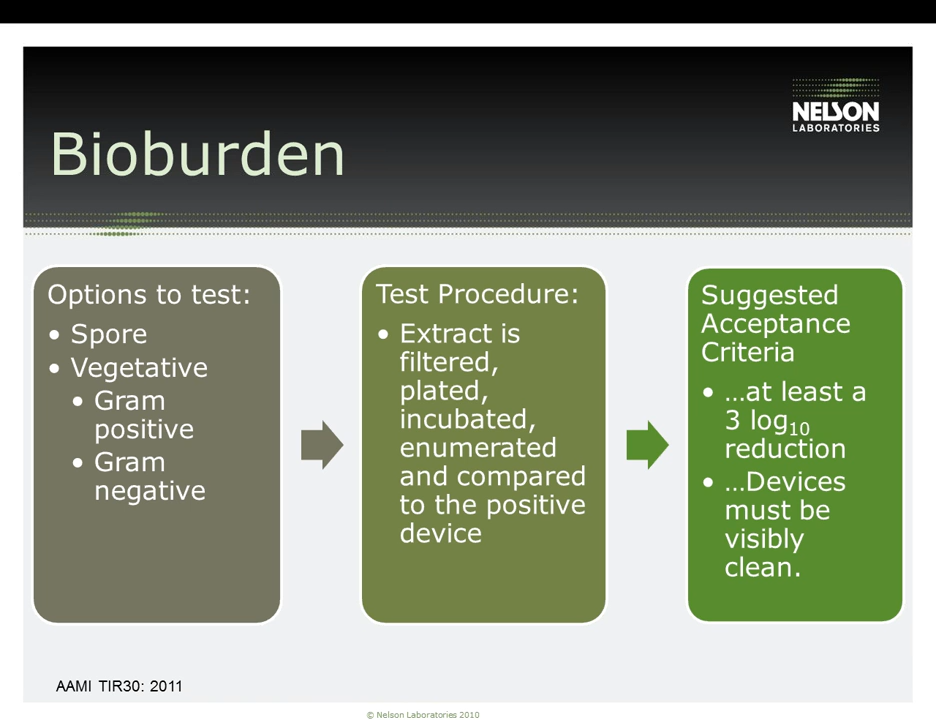 NELSON
LABORATORIES
Bioburden
Options to test:
• Spore
• Vegetative
• Gram
positive
• Gram
negative
Test Procedure:
• Extract is
filtered,
plated,
incubated,
enumerated
and compared
to the positive
device
Suggested
Acceptance
Criteria
• …at least a
3 log₁₀
reduction
• …Devices
must be
visibly
clean.
AAMI TIR30: 2011
© Nelson Laboratories 2010